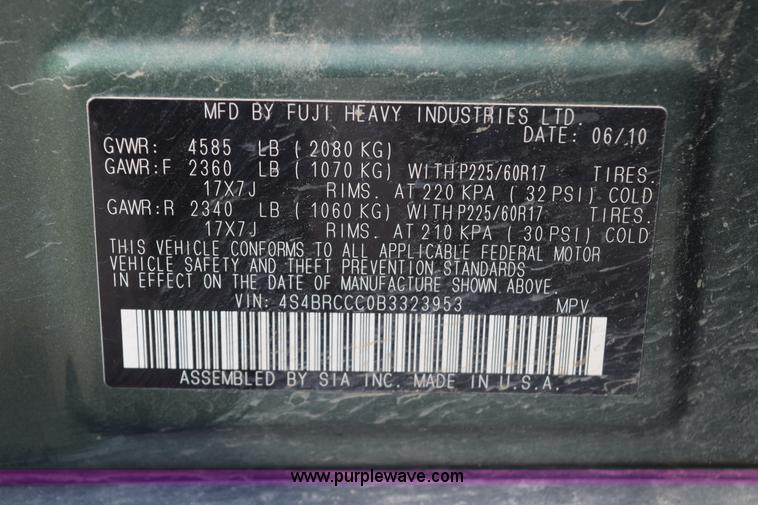 MFD BY FUJI HEAVY INDUSTRIES LTD.
DATE: 06/10
GVWR: 4585 LB ( 2080 KG)
GAWR:F 2360 LB ( 1070 KG) WITH P225/60R17 TIRES.
17X7J RIMS. AT 220 KPA ( 32 PSI) COLD
GAWR:R 2340 LB ( 1060 KG) WITH P225/60R17 TIRES.
17X7J RIMS. AT 210 KPA ( 30 PSI) COLD
THIS VEHICLE CONFORMS TO ALL APPLICABLE FEDERAL MOTOR
VEHICLE SAFETY AND THEFT PREVENTION STANDARDS
IN EFFECT ON THE DATE OF MANUFACTURE SHOWN ABOVE.
VIN: 4S4BRCCC0B3323953 MPV
ASSEMBLED BY SIA INC. MADE IN U.S.A.
www.purplewave.com